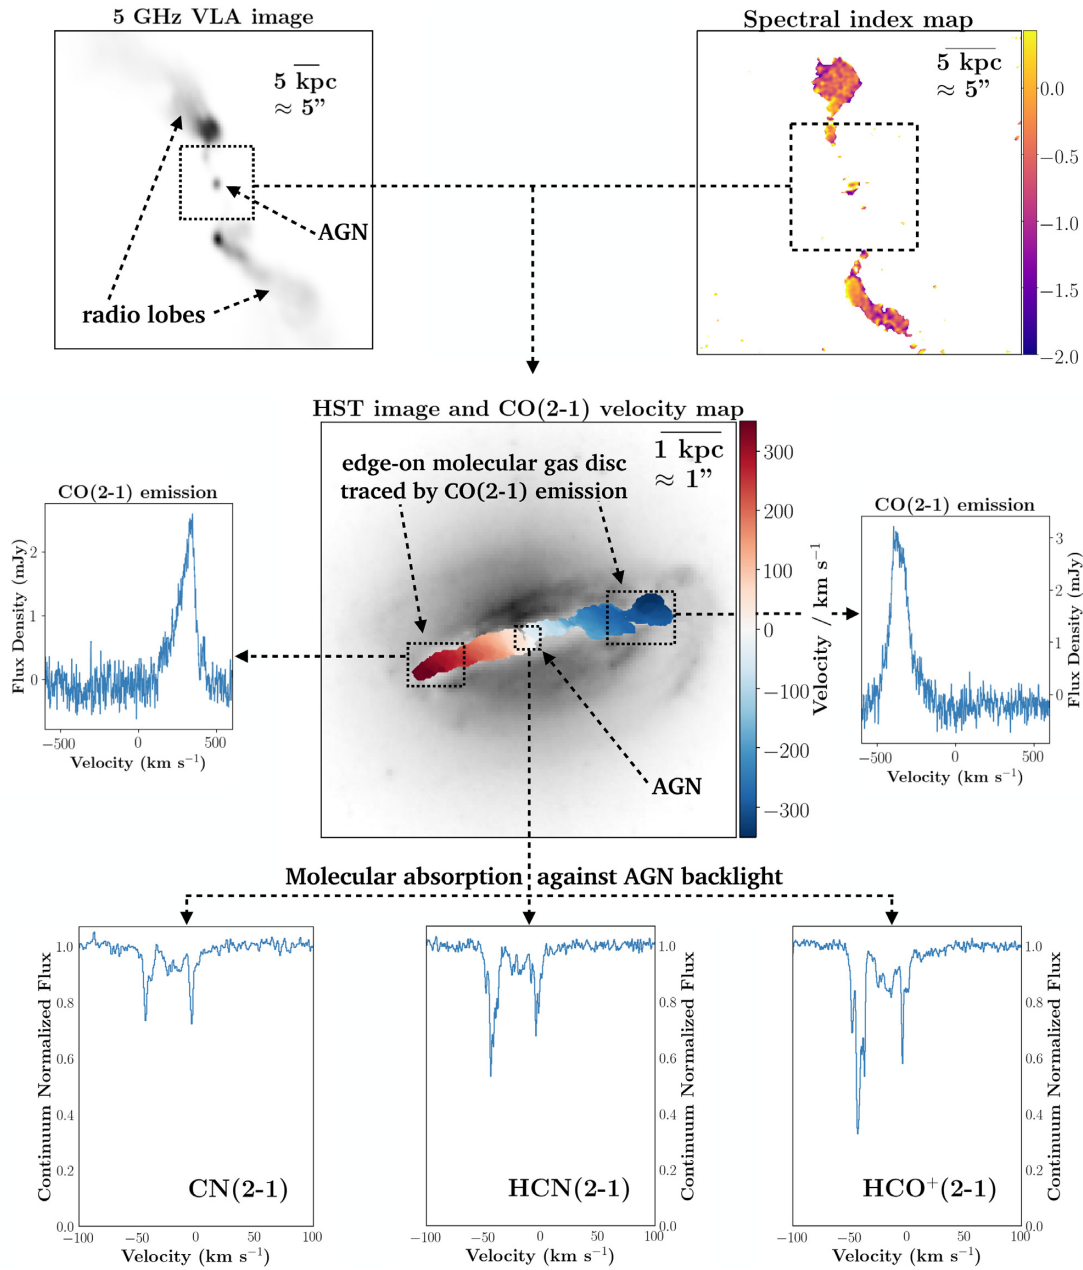 5 GHz VLA image
5 kpc
≈ 5”
AGN
radio lobes
Spectral index map
5 kpc
≈ 5”
0.0
−0.5
−1.0
−1.5
−2.0
HST image and CO(2-1) velocity map
1 kpc
≈ 1”
edge-on molecular gas disc
traced by CO(2-1) emission
AGN
300
200
100
0
−100
−200
−300
Velocity / km s⁻¹
CO(2-1) emission
Flux Density (mJy)
2
1
0
−500 0 500
Velocity (km s⁻¹)
CO(2-1) emission
3
2
1
0
Flux Density (mJy)
−500 0 500
Velocity (km s⁻¹)
Molecular absorption against AGN backlight
Continuum Normalized Flux
1.0
0.8
0.6
0.4
0.2
0.0
CN(2-1)
−100 −50 0 50 100
Velocity (km s⁻¹)
1.0
0.8
0.6
0.4
0.2
0.0
Continuum Normalized Flux
HCN(2-1)
−100 −50 0 50 100
Velocity (km s⁻¹)
1.0
0.8
0.6
0.4
0.2
0.0
Continuum Normalized Flux
HCO⁺(2-1)
−100 −50 0 50 100
Velocity (km s⁻¹)